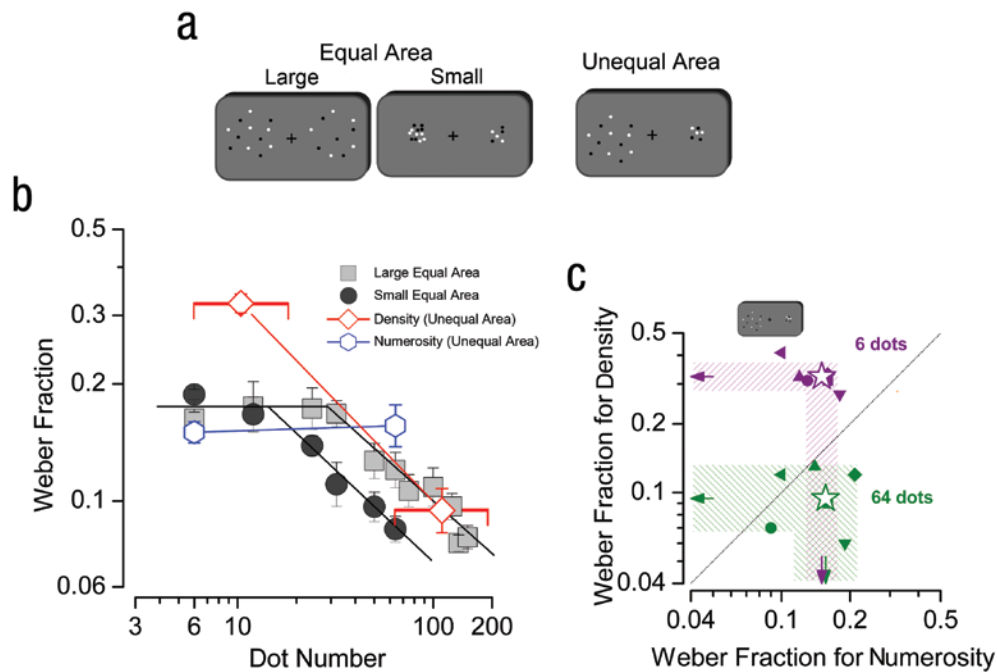 a
Equal Area
Large
Small
Unequal Area
b
Weber Fraction
0.5
0.3
0.2
0.1
0.06
Large Equal Area
Small Equal Area
Density (Unequal Area)
Numerosity (Unequal Area)
3
6
10
100
200
Dot Number
c
Weber Fraction for Density
0.5
0.2
0.1
0.04
6 dots
64 dots
0.04
0.1
0.2
0.5
Weber Fraction for Numerosity